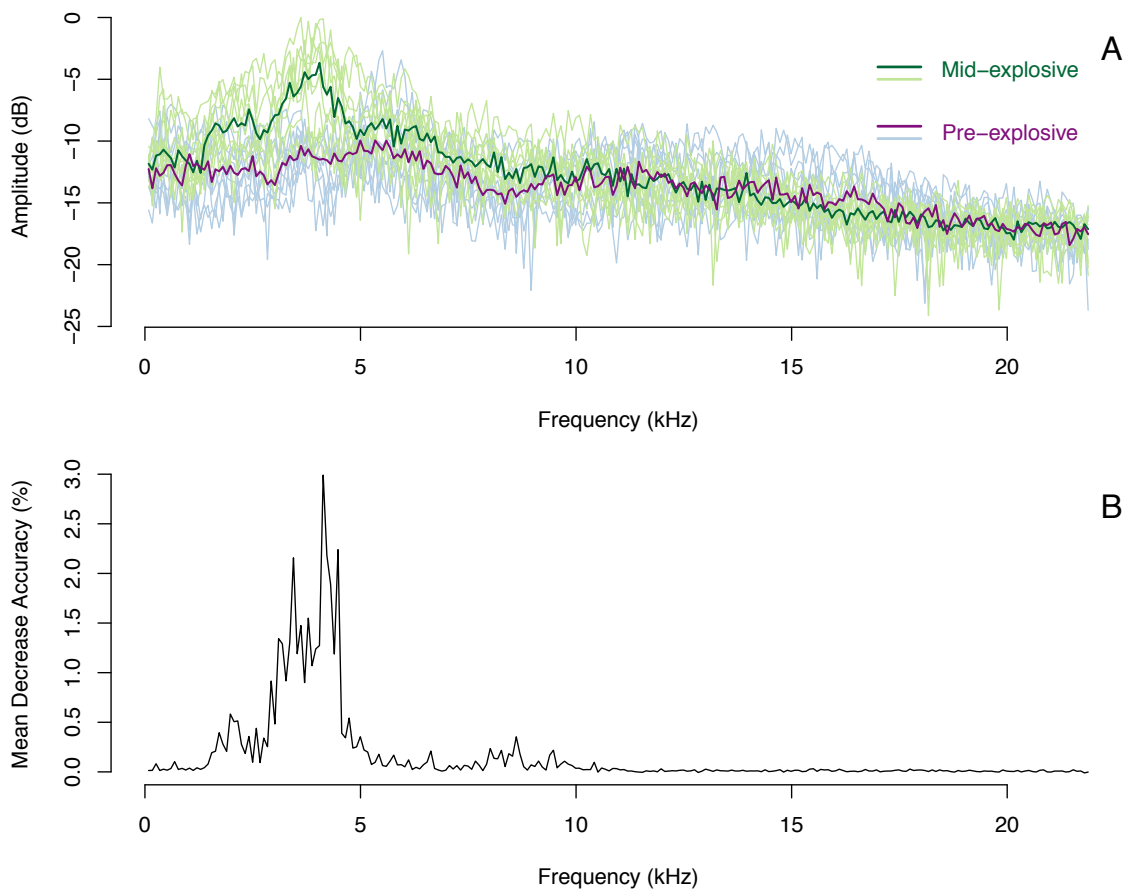 A
Mid−explosive
Pre−explosive
Amplitude (dB)
0
−5
−10
−15
−20
−25
0 5 10 15 20
Frequency (kHz)
B
Mean Decrease Accuracy (%)
3.0
2.5
2.0
1.5
1.0
0.5
0.0
0 5 10 15 20
Frequency (kHz)